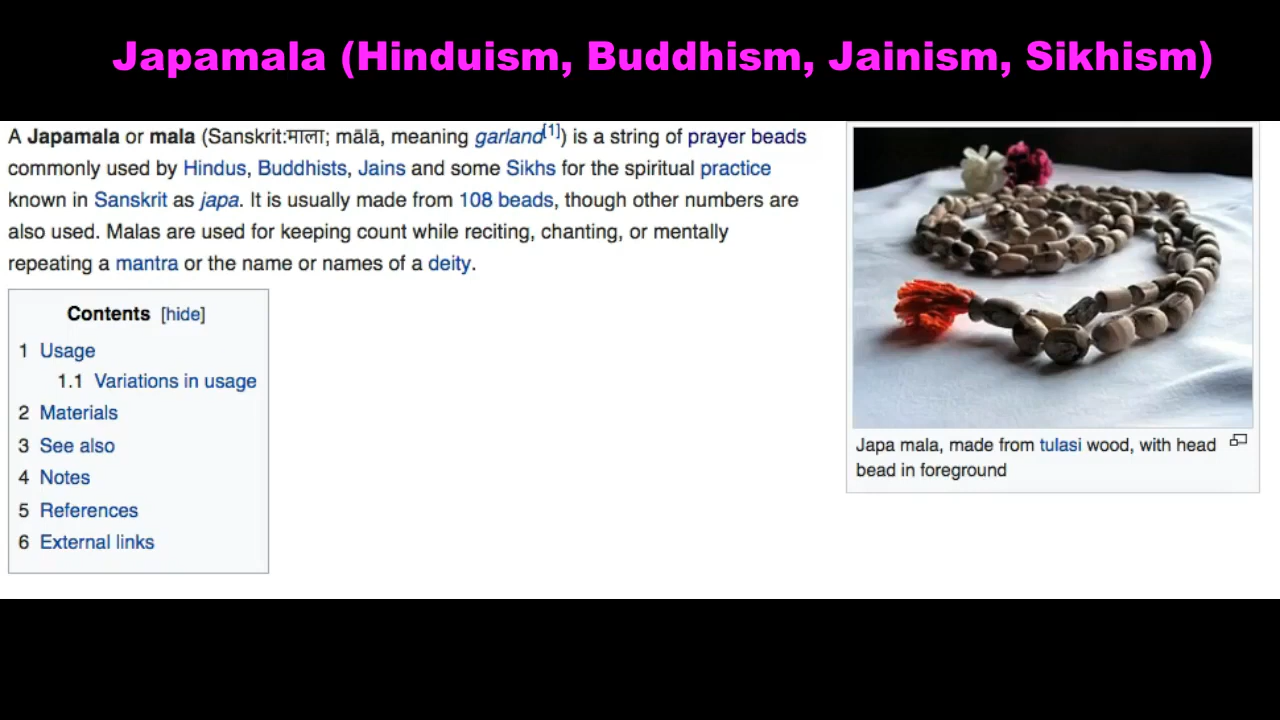 Japamala (Hinduism, Buddhism, Jainism, Sikhism)
A Japamala or mala (Sanskrit:माला; mālā, meaning garland[1]) is a string of prayer beads
commonly used by Hindus, Buddhists, Jains and some Sikhs for the spiritual practice
known in Sanskrit as japa. It is usually made from 108 beads, though other numbers are
also used. Malas are used for keeping count while reciting, chanting, or mentally
repeating a mantra or the name or names of a deity.
Contents [hide]
1 Usage
1.1 Variations in usage
2 Materials
3 See also
4 Notes
5 References
6 External links
Japa mala, made from tulasi wood, with head
bead in foreground